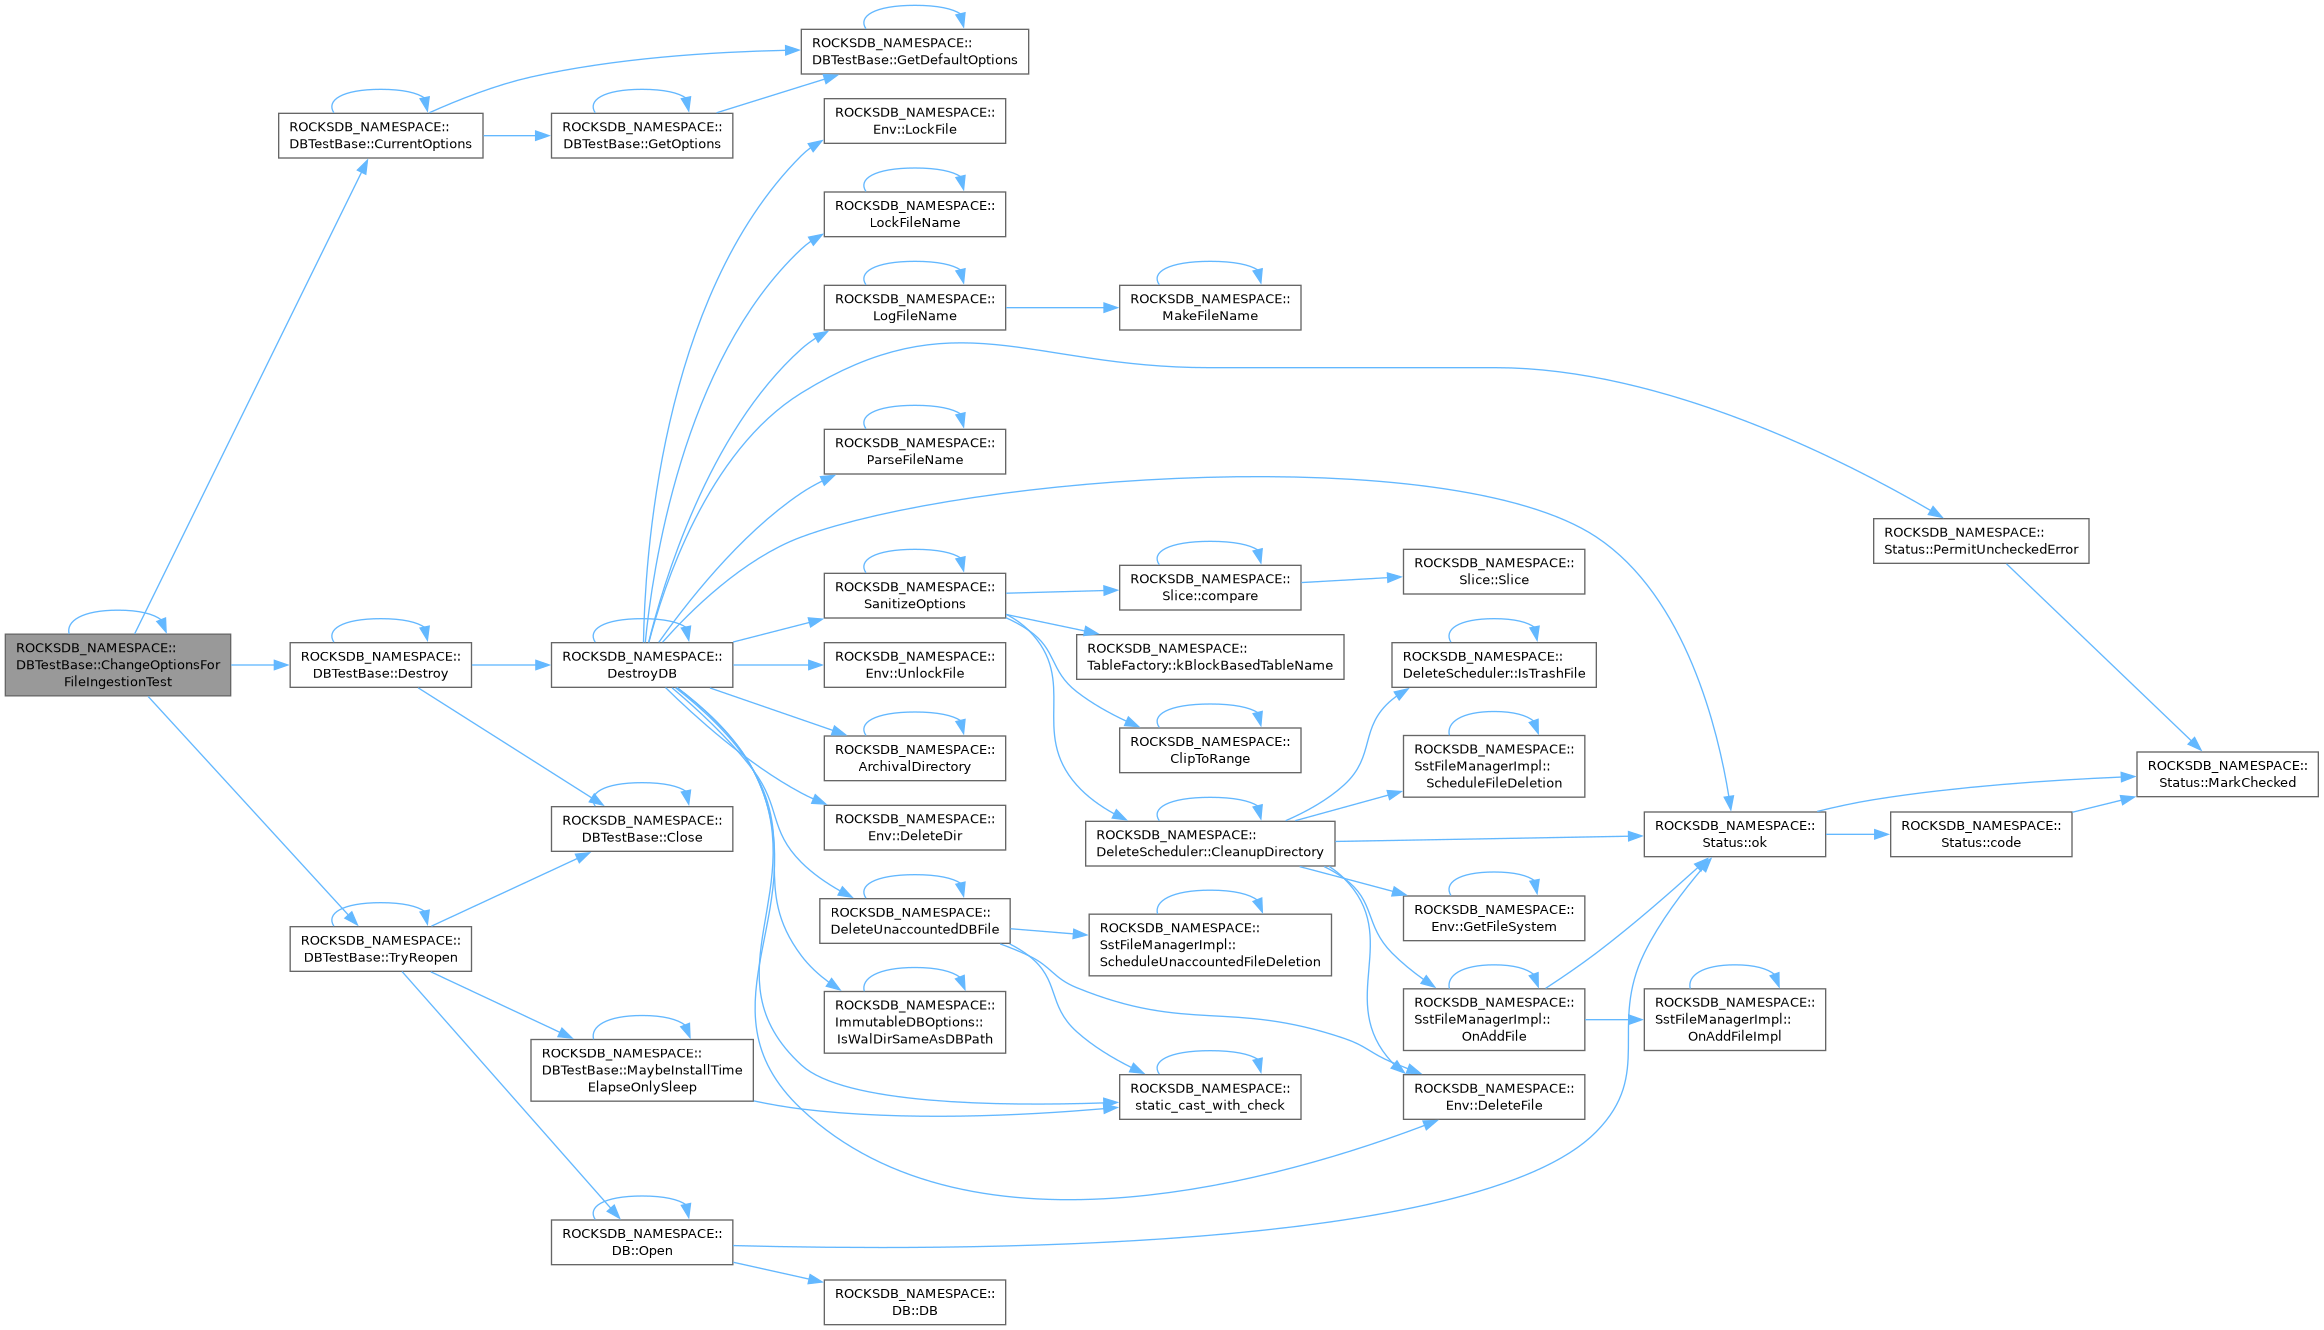 ROCKSDB_NAMESPACE::
DBTestBase::ChangeOptionsFor
FileIngestionTest
ROCKSDB_NAMESPACE::
DBTestBase::CurrentOptions
ROCKSDB_NAMESPACE::
DBTestBase::Destroy
ROCKSDB_NAMESPACE::
DBTestBase::TryReopen
ROCKSDB_NAMESPACE::
DBTestBase::GetOptions
ROCKSDB_NAMESPACE::
DestroyDB
ROCKSDB_NAMESPACE::
DBTestBase::Close
ROCKSDB_NAMESPACE::
DBTestBase::MaybeInstallTime
ElapseOnlySleep
ROCKSDB_NAMESPACE::
DB::Open
ROCKSDB_NAMESPACE::
DBTestBase::GetDefaultOptions
ROCKSDB_NAMESPACE::
Env::LockFile
ROCKSDB_NAMESPACE::
LockFileName
ROCKSDB_NAMESPACE::
LogFileName
ROCKSDB_NAMESPACE::
ParseFileName
ROCKSDB_NAMESPACE::
SanitizeOptions
ROCKSDB_NAMESPACE::
Env::UnlockFile
ROCKSDB_NAMESPACE::
ArchivalDirectory
ROCKSDB_NAMESPACE::
Env::DeleteDir
ROCKSDB_NAMESPACE::
DeleteUnaccountedDBFile
ROCKSDB_NAMESPACE::
ImmutableDBOptions::
IsWalDirSameAsDBPath
ROCKSDB_NAMESPACE::
DB::DB
ROCKSDB_NAMESPACE::
MakeFileName
ROCKSDB_NAMESPACE::
Slice::compare
ROCKSDB_NAMESPACE::
TableFactory::kBlockBasedTableName
ROCKSDB_NAMESPACE::
ClipToRange
ROCKSDB_NAMESPACE::
DeleteScheduler::CleanupDirectory
ROCKSDB_NAMESPACE::
SstFileManagerImpl::
ScheduleUnaccountedFileDeletion
ROCKSDB_NAMESPACE::
static_cast_with_check
ROCKSDB_NAMESPACE::
Slice::Slice
ROCKSDB_NAMESPACE::
DeleteScheduler::IsTrashFile
ROCKSDB_NAMESPACE::
SstFileManagerImpl::
ScheduleFileDeletion
ROCKSDB_NAMESPACE::
Env::GetFileSystem
ROCKSDB_NAMESPACE::
SstFileManagerImpl::
OnAddFile
ROCKSDB_NAMESPACE::
Env::DeleteFile
ROCKSDB_NAMESPACE::
Status::ok
ROCKSDB_NAMESPACE::
SstFileManagerImpl::
OnAddFileImpl
ROCKSDB_NAMESPACE::
Status::PermitUncheckedError
ROCKSDB_NAMESPACE::
Status::code
ROCKSDB_NAMESPACE::
Status::MarkChecked